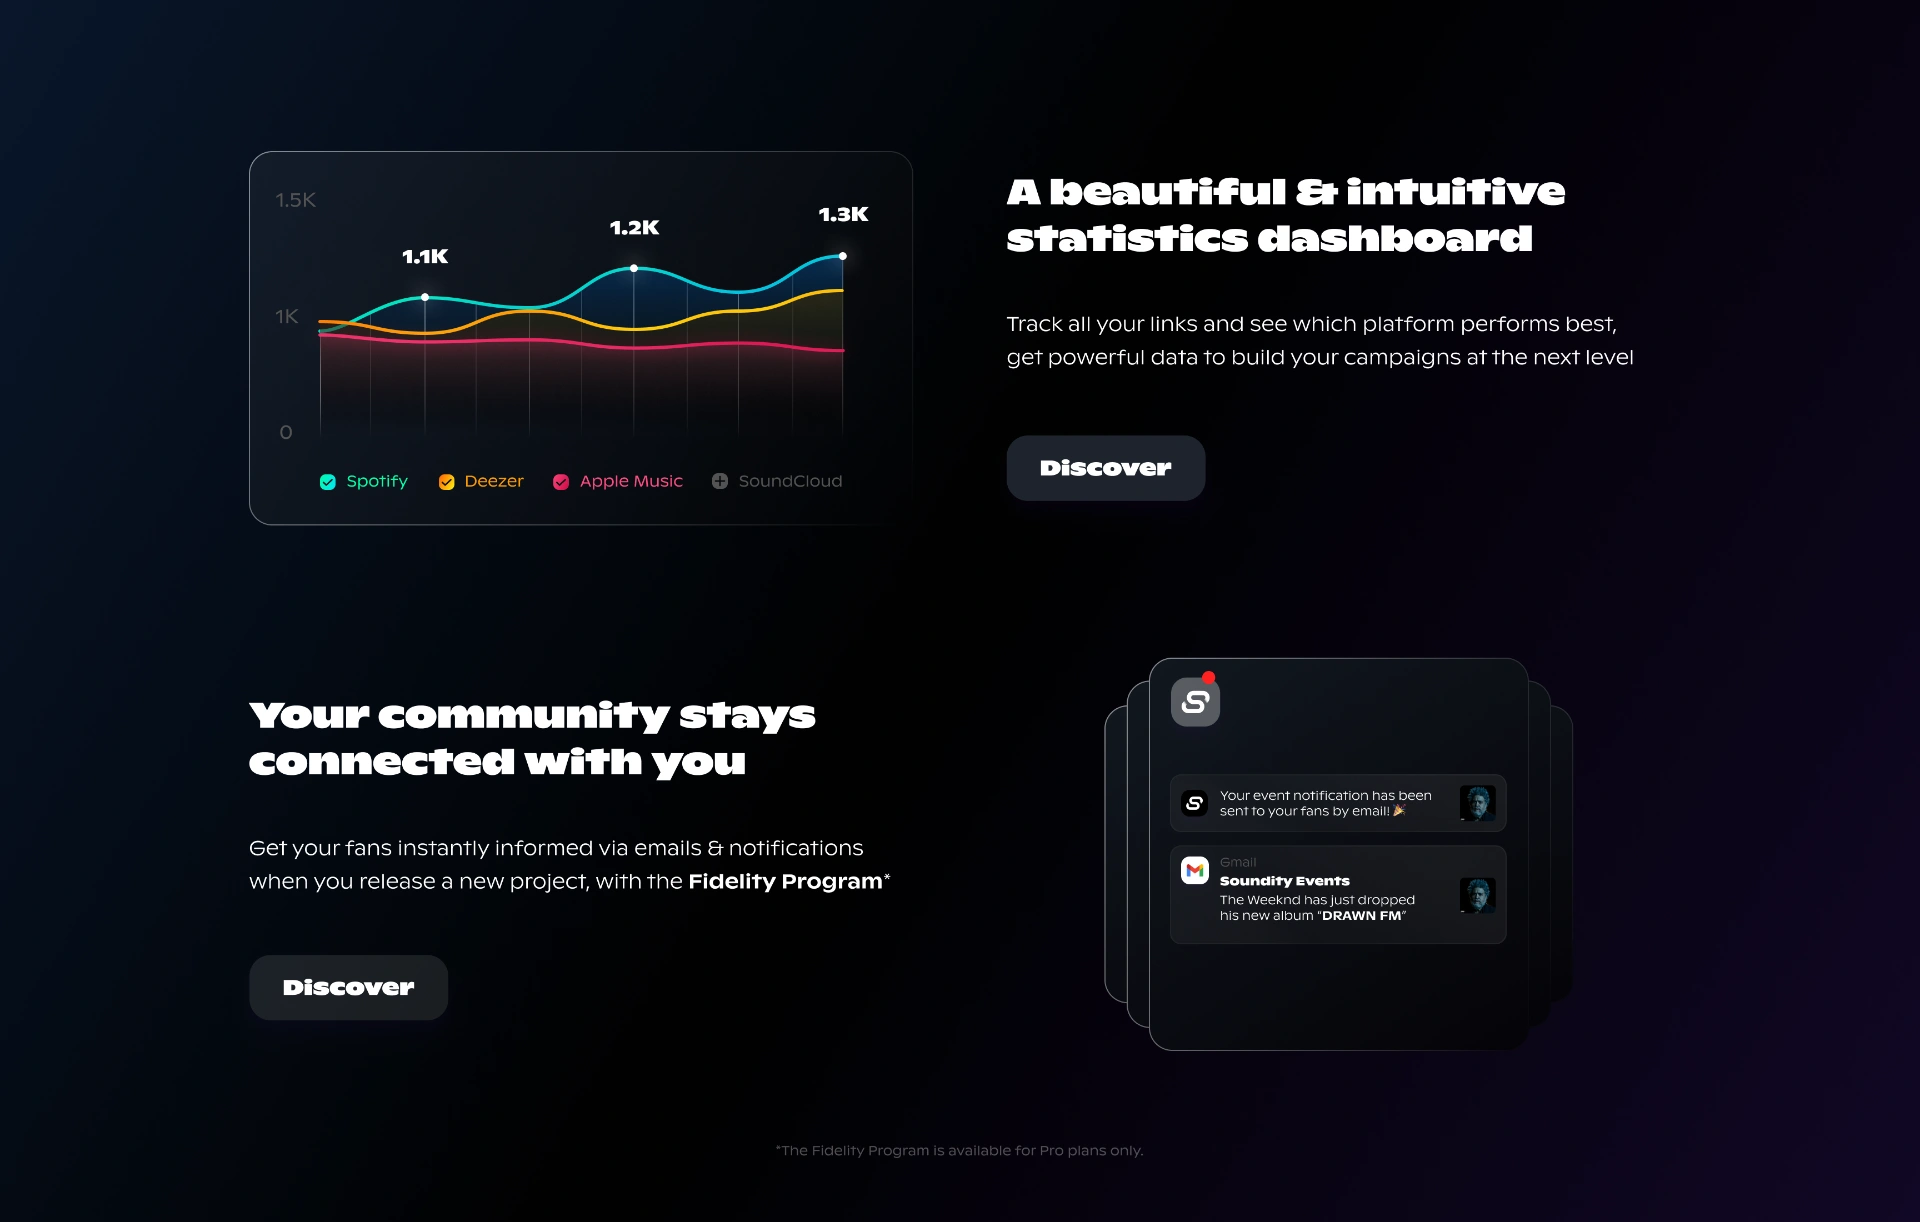 1.5K
1K
0
1.1K
1.2K
1.3K
Spotify
Deezer
Apple Music
SoundCloud
A beautiful & intuitive
statistics dashboard
Track all your links and see which platform performs best,
get powerful data to build your campaigns at the next level
Discover
Your community stays
connected with you
Get your fans instantly informed via emails & notifications
when you release a new project, with the Fidelity Program*
Discover
Your event notification has been
sent to your fans by email! 🎉
Gmail
Soundity Events
The Weeknd has just dropped
his new album "DRAWN FM"
*The Fidelity Program is available for Pro plans only.